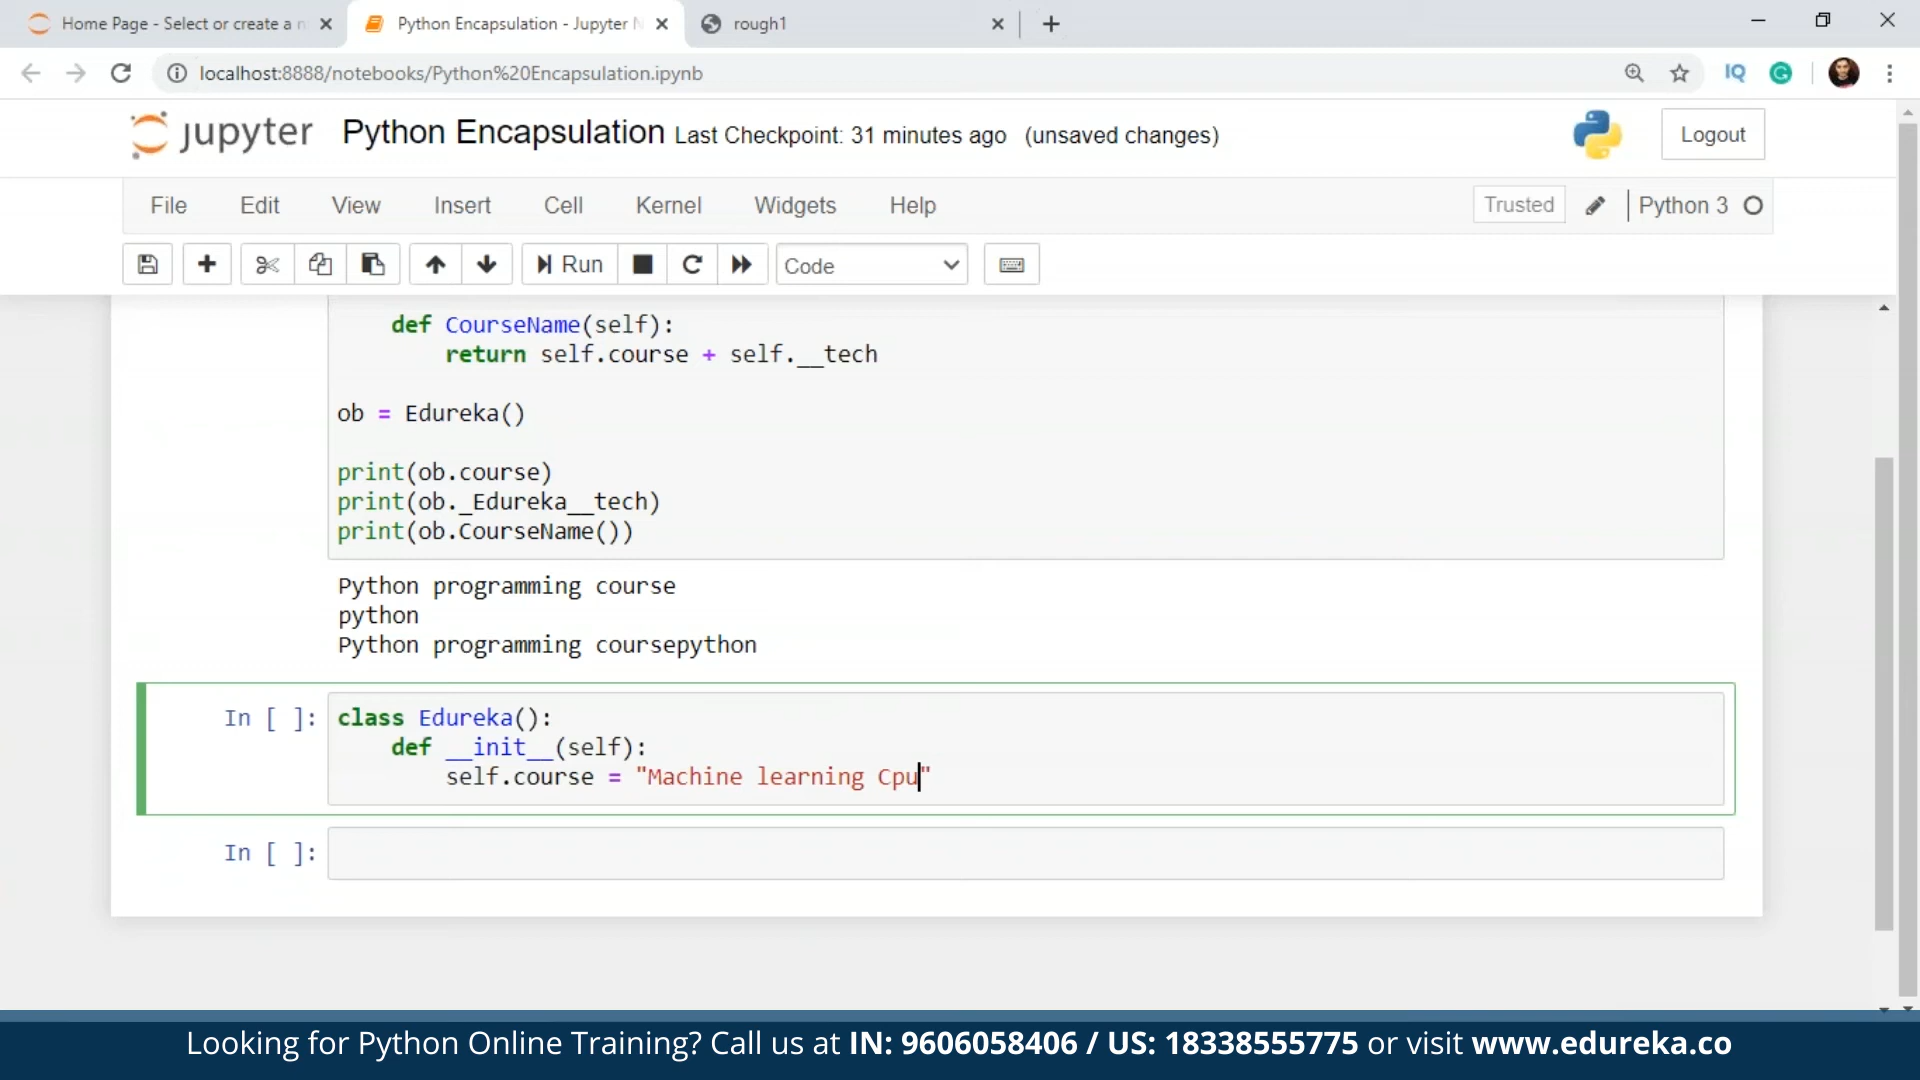 Home Page - Select or create a n
Python Encapsulation - Jupyter N
rough1
localhost:8888/notebooks/Python%20Encapsulation.ipynb
IQ
jupyter Python Encapsulation Last Checkpoint: 31 minutes ago (unsaved changes)
Logout
File Edit View Insert Cell Kernel Widgets Help
Trusted Python 3
Run Code
def CourseName(self):
return self.course + self.__tech
ob = Edureka()
print(ob.course)
print(ob._Edureka__tech)
print(ob.CourseName())
Python programming course
python
Python programming coursepython
In [ ]: class Edureka():
def __init__(self):
self.course = "Machine learning Cpu"
In [ ]:
Looking for Python Online Training? Call us at IN: 9606058406 / US: 18338555775 or visit www.edureka.co